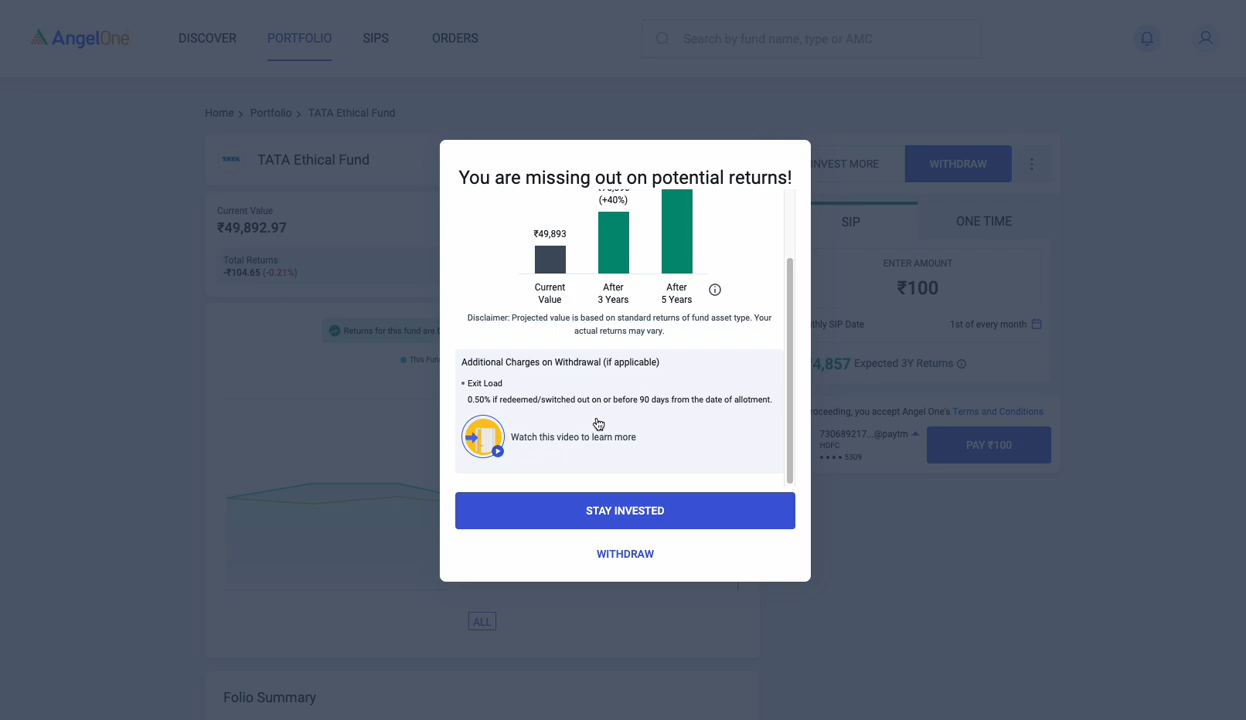 AngelOne
DISCOVER
PORTFOLIO
SIPS
ORDERS
Search by fund name, type or AMC
Home > Portfolio > TATA Ethical Fund
TATA
TATA Ethical Fund
INVEST MORE
WITHDRAW
Current Value
₹49,892.97
Total Returns
-₹104.65 (-0.21%)
Returns for this fund are
This Fun
ALL
Folio Summary
You are missing out on potential returns!
(+40%)
₹49,893
Current
Value
After
3 Years
After
5 Years
Disclaimer: Projected value is based on standard returns of fund asset type. Your
actual returns may vary.
Additional Charges on Withdrawal (if applicable)
• Exit Load
0.50% if redeemed/switched out on or before 90 days from the date of allotment.
Watch this video to learn more
STAY INVESTED
WITHDRAW
SIP
ONE TIME
ENTER AMOUNT
₹100
thly SIP Date
1st of every month
4,857 Expected 3Y Returns
roceeding, you accept Angel One's Terms and Conditions
730689217...@paytm
HDFC
•••• 5309
PAY ₹100